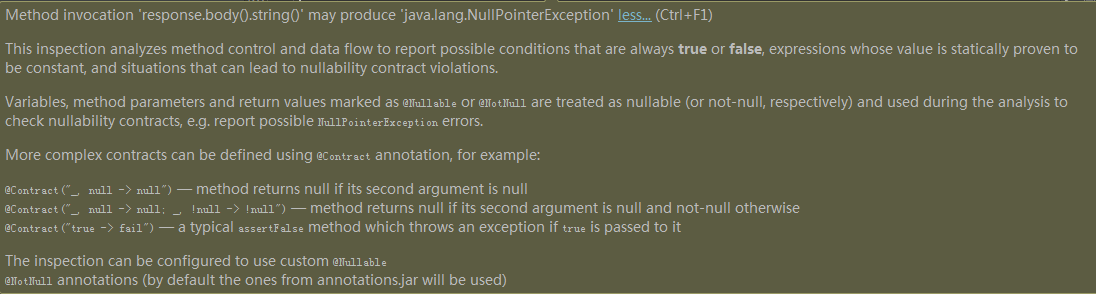 Method invocation 'response.body().string()' may produce 'java.lang.NullPointerException' less... (Ctrl+F1)
This inspection analyzes method control and data flow to report possible conditions that are always true or false, expressions whose value is statically proven to
be constant, and situations that can lead to nullability contract violations.
Variables, method parameters and return values marked as @Nullable or @NotNull are treated as nullable (or not-null, respectively) and used during the analysis to
check nullability contracts, e.g. report possible NullPointerException errors.
More complex contracts can be defined using @Contract annotation, for example:
@Contract("_, null -> null") — method returns null if its second argument is null
@Contract("_, null -> null; _, !null -> !null") — method returns null if its second argument is null and not-null otherwise
@Contract("true -> fail") — a typical assertFalse method which throws an exception if true is passed to it
The inspection can be configured to use custom @Nullable
@NotNull annotations (by default the ones from annotations.jar will be used)